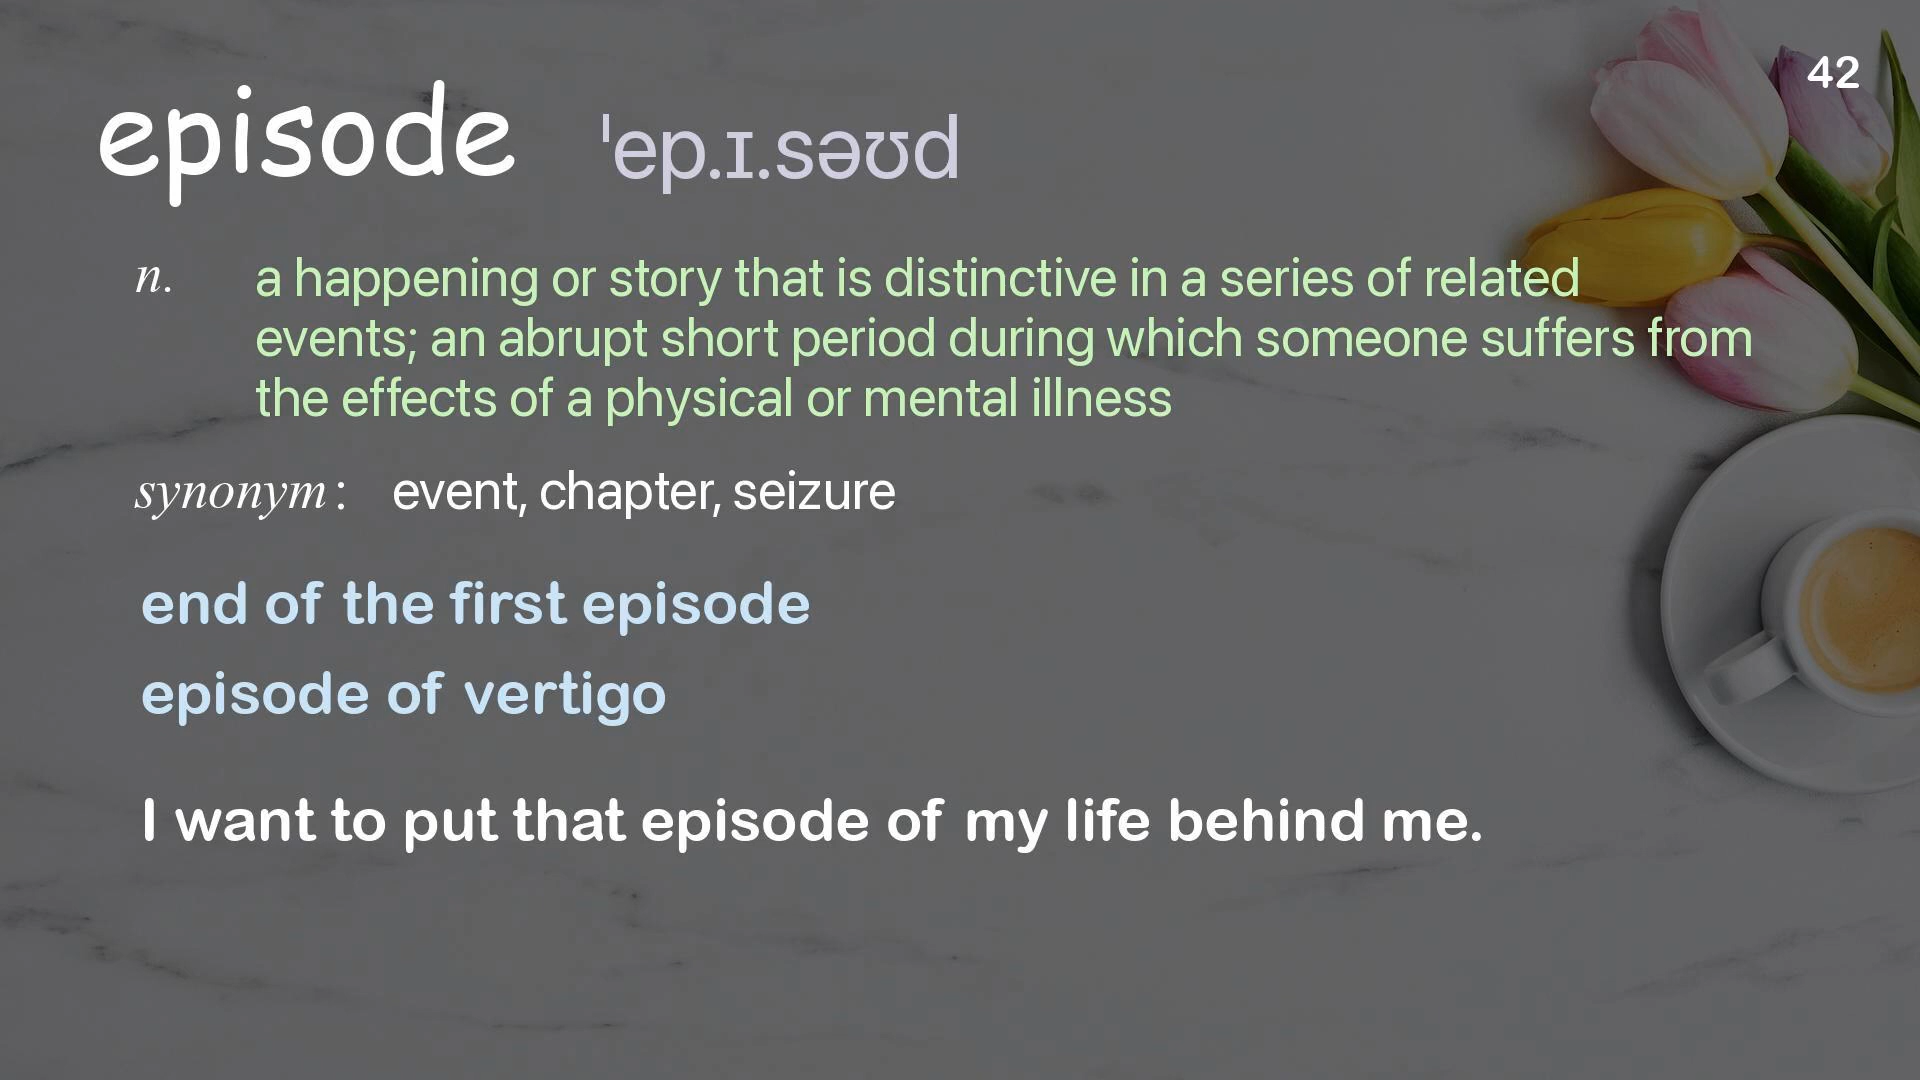 42
episode ˈep.ɪ.səʊd
n. a happening or story that is distinctive in a series of related
events; an abrupt short period during which someone suffers from
the effects of a physical or mental illness
synonym: event, chapter, seizure
end of the first episode
episode of vertigo
I want to put that episode of my life behind me.